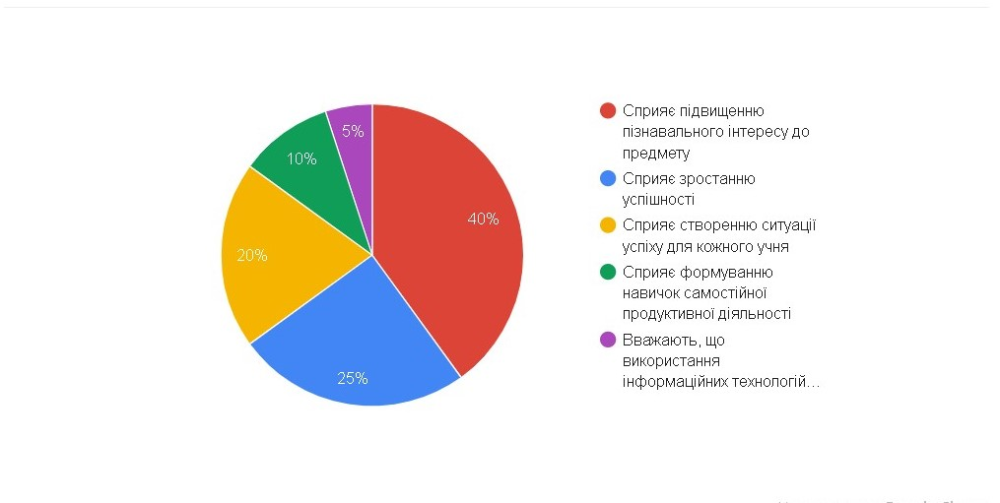 5%
10%
40%
20%
25%
Сприяє підвищенню
пізнавального інтересу до
предмету
Сприяє зростанню
успішності
Сприяє створенню ситуації
успіху для кожного учня
Сприяє формуванню
навичок самостійної
продуктивної діяльності
Вважають, що
використання
інформаційних технологій...